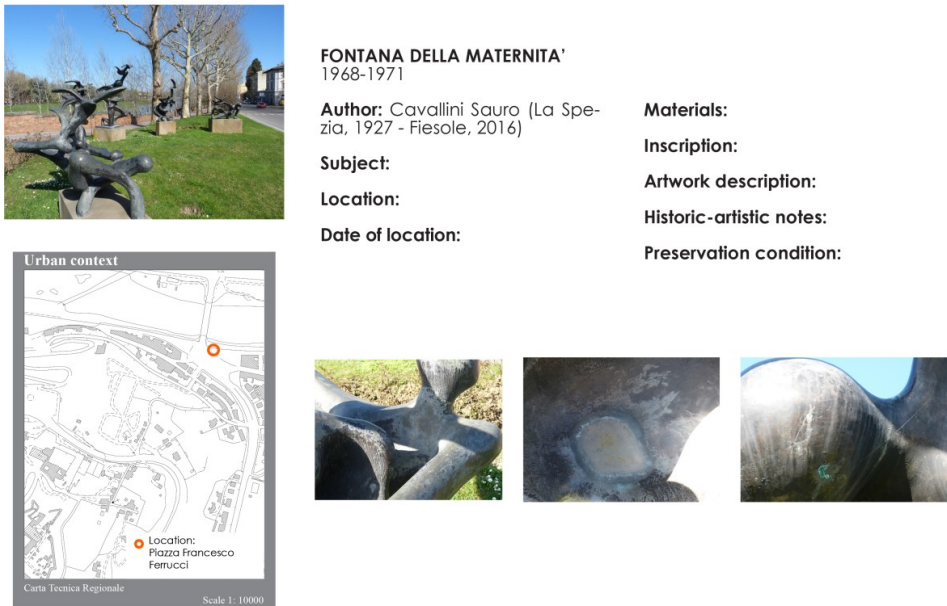 FONTANA DELLA MATERNITA’
1968-1971
Author: Cavallini Sauro (La Spe-
zia, 1927 - Fiesole, 2016)
Subject:
Location:
Date of location:
Materials:
Inscription:
Artwork description:
Historic-artistic notes:
Preservation condition:
Urban context
Location:
Piazza Francesco
Ferrucci
Carta Tecnica Regionale
Scale 1: 10000